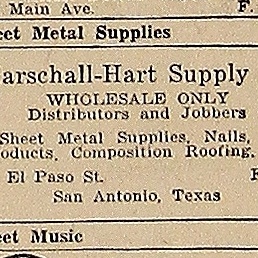 Main Ave. F.
eet Metal Supplies
arschall-Hart Supply
WHOLESALE ONLY
Distributors and Jobbers
Sheet Metal Supplies, Nails,
oducts, Composition Roofing,
El Paso St.
San Antonio, Texas
eet Music